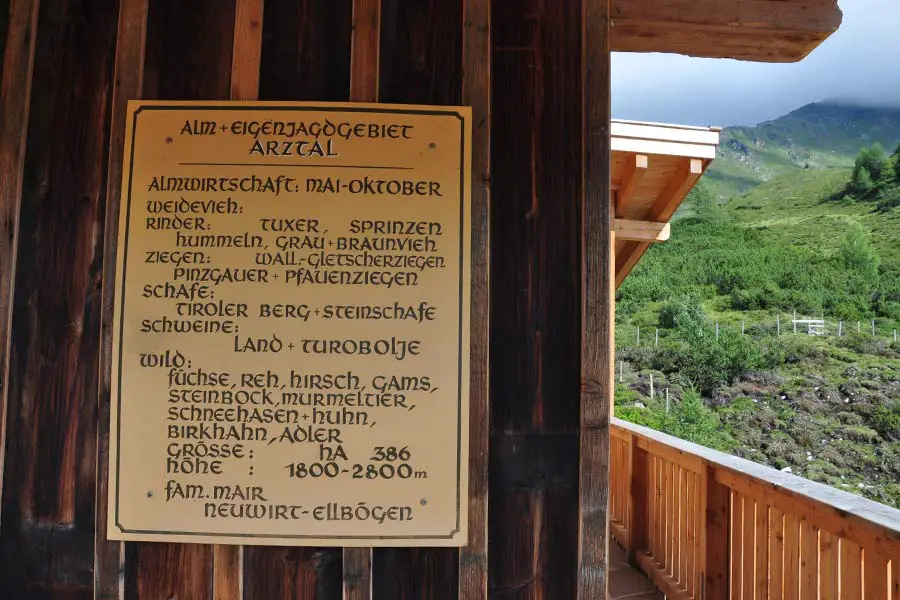 ALM + EIGENJAGDGEBIET
ARZTAL
ALMWIRTSCHAFT: MAI-OKTOBER
WEIDEVIEH:
RINDER: TUXER, SPRINZEN
HUMMELN, GRAU + BRAUNVIEH
ZIEGEN: WALL.-GLETSCHERZIEGEN
PINZGAUER + PFAUENZIEGEN
SCHAFE:
TIROLER BERG + STEINSCHAFE
SCHWEINE:
LAND + TUROBOLJE
WILD:
FÜCHSE, REH, HIRSCH, GAMS,
STEINBOCK, MURMELTIER,
SCHNEEHASEN + HUHN,
BIRKHAHN, ADLER
GRÖSSE: HA 386
HÖHE : 1800-2800m
FAM. MAIR
NEUWIRT-ELLBÖGEN